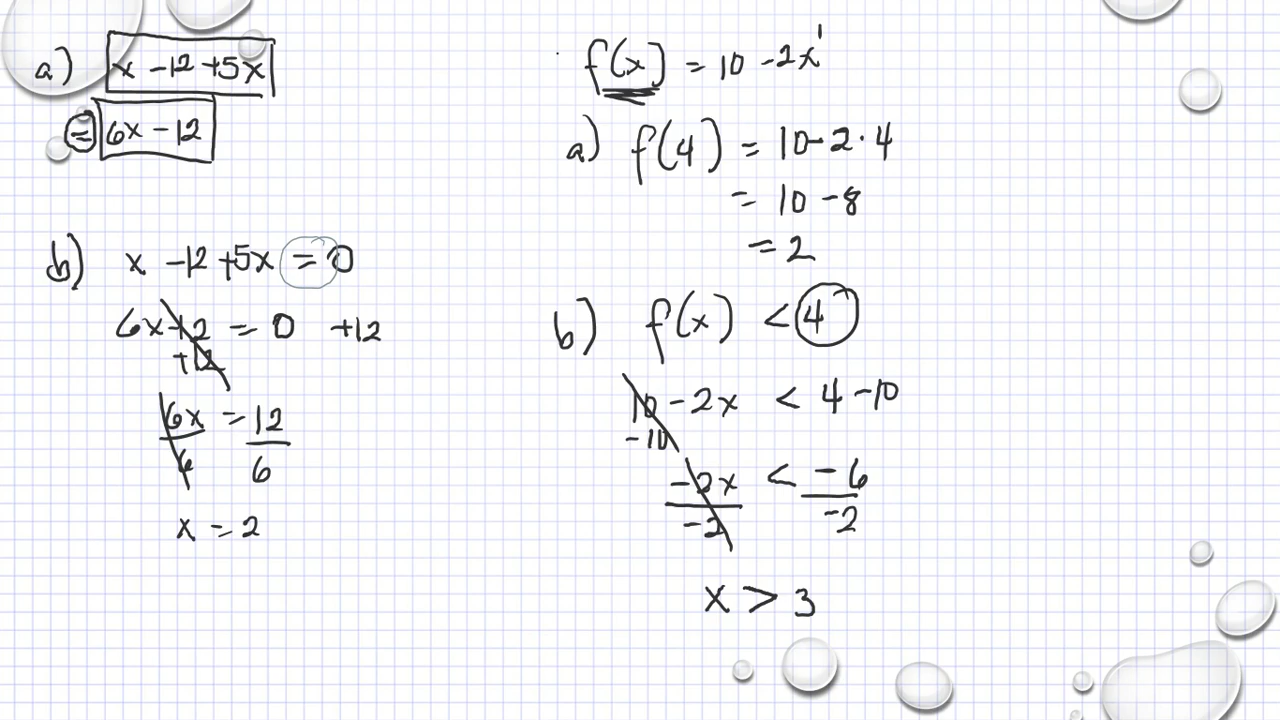 a) x - 12 + 5x
= 6x - 12
b) x - 12 + 5x = 0
6x - 12 = 0 + 12
+12
6x = 12
6 6
x = 2
f(x) = 10 - 2x¹
a) f(4) = 10 - 2 · 4
= 10 - 8
= 2
b) f(x) < 4
10 - 2x < 4 - 10
-10
-2x < -6
-2 -2
x > 3